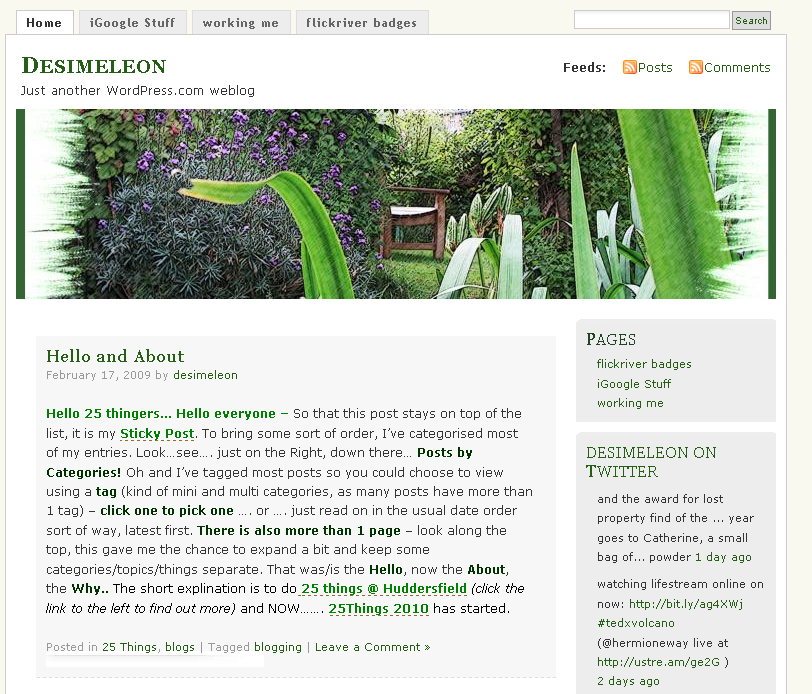 Home iGoogle Stuff working me flickriver badges Search
DESIMELEON
Feeds: Posts Comments
Just another WordPress.com weblog
Hello and About
February 17, 2009 by desimeleon
Hello 25 thingers... Hello everyone – So that this post stays on top of the
list, it is my Sticky Post. To bring some sort of order, I've categorised most
of my entries. Look...see.... just on the Right, down there... Posts by
Categories! Oh and I've tagged most posts so you could choose to view
using a tag (kind of mini and multi categories, as many posts have more than
1 tag) – click one to pick one .... or .... just read on in the usual date order
sort of way, latest first. There is also more than 1 page – look along the
top, this gave me the chance to expand a bit and keep some
categories/topics/things separate. That was/is the Hello, now the About,
the Why.. The short explination is to do 25 things @ Huddersfield (click the
link to the left to find out more) and NOW....... 25Things 2010 has started.
Posted in 25 Things, blogs | Tagged blogging | Leave a Comment »
PAGES
flickriver badges
iGoogle Stuff
working me
DESIMELEON ON
TWITTER
and the award for lost
property find of the ... year
goes to Catherine, a small
bag of... powder 1 day ago
watching lifestream online on
now: http://bit.ly/ag4XWj
#tedxvolcano
(@hermioneway live at
http://ustre.am/ge2G )
2 days ago